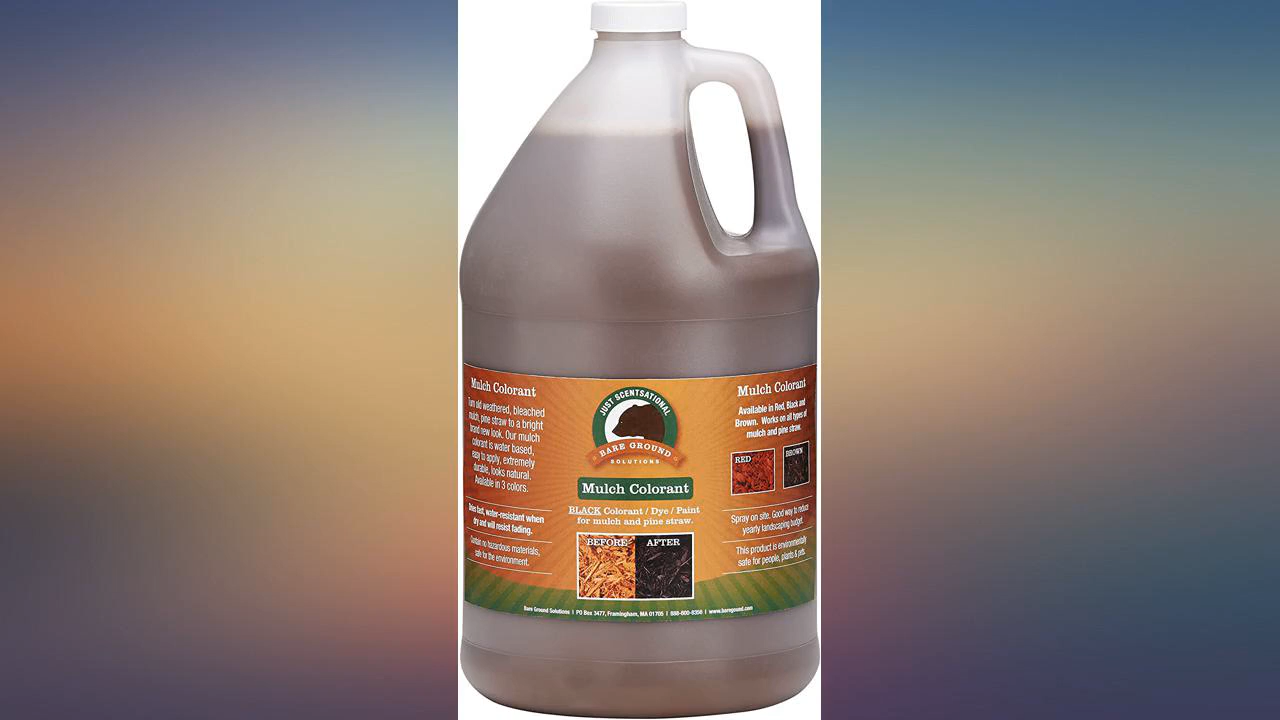 Mulch Colorant
Turn old weathered, bleached
mulch, pine straw to a bright
brand new look. Our mulch
colorant is water based,
easy to apply, extremely
durable, looks natural.
Available in 3 colors.
Dries fast, water-resistant when
dry and will resist fading.
Contain no hazardous materials,
safe for the environment.
JUST SCENTSATIONAL
BARE GROUND
SOLUTIONS
Mulch Colorant
BLACK Colorant / Dye / Paint
for mulch and pine straw.
BEFORE AFTER
Mulch Colorant
Available in Red, Black and
Brown. Works on all types of
mulch and pine straw.
RED BROWN
Spray on site. Good way to reduce
yearly landscaping budget.
This product is environmentally
safe for people, plants & pets.
Bare Ground Solutions | PO Box 3477, Framingham, MA 01705 | 888-600-8356 | www.bareground.com